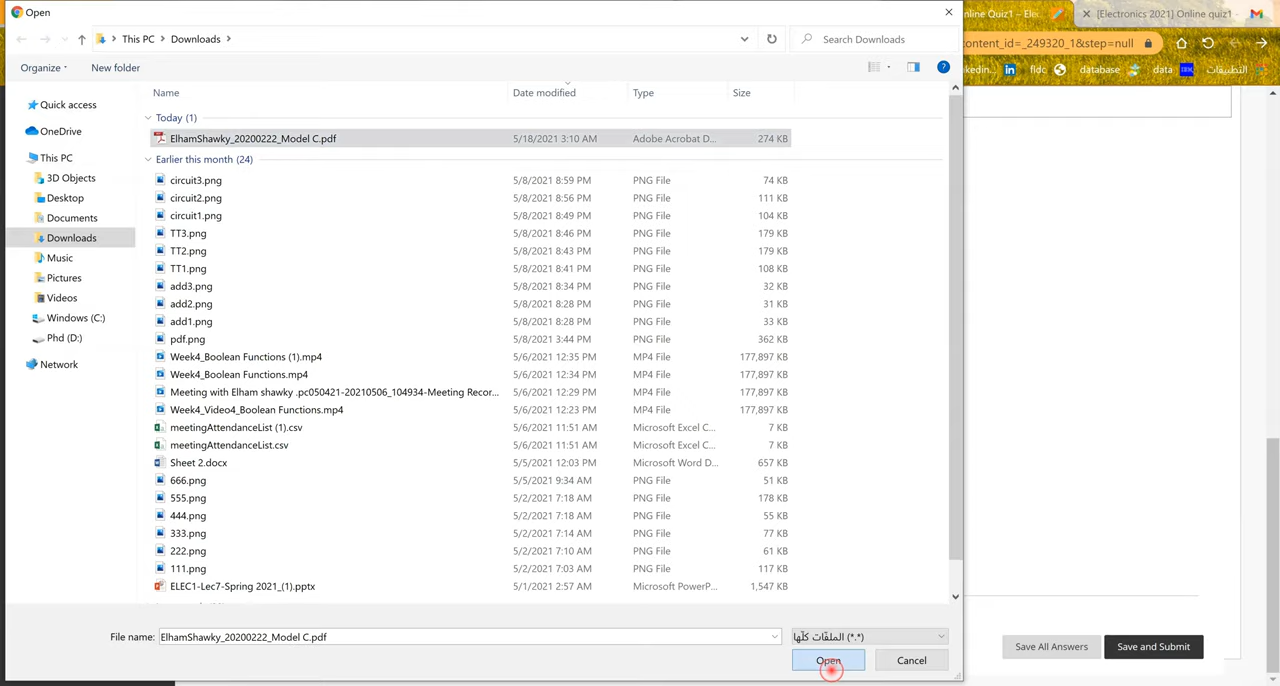 Open
nline Quiz1 – Ele
[Electronics 2021] Online quiz1
This PC
Downloads
Search Downloads
content_id=_249320_1&step=null
Organize
New folder
?
nkedin...
in
fldc
database
data
التطبيقات
Name
Date modified
Type
Size
Quick access
OneDrive
This PC
3D Objects
Desktop
Documents
Downloads
Music
Pictures
Videos
Windows (C:)
Phd (D:)
Network
Today (1)
ElhamShawky_20200222_Model C.pdf 5/18/2021 3:10 AM Adobe Acrobat D... 274 KB
Earlier this month (24)
circuit3.png 5/8/2021 8:59 PM PNG File 74 KB
circuit2.png 5/8/2021 8:56 PM PNG File 111 KB
circuit1.png 5/8/2021 8:49 PM PNG File 104 KB
TT3.png 5/8/2021 8:46 PM PNG File 179 KB
TT2.png 5/8/2021 8:43 PM PNG File 179 KB
TT1.png 5/8/2021 8:41 PM PNG File 108 KB
add3.png 5/8/2021 8:34 PM PNG File 32 KB
add2.png 5/8/2021 8:28 PM PNG File 31 KB
add1.png 5/8/2021 8:28 PM PNG File 33 KB
pdf.png 5/8/2021 3:44 PM PNG File 362 KB
Week4_Boolean Functions (1).mp4 5/6/2021 12:35 PM MP4 File 177,897 KB
Week4_Boolean Functions.mp4 5/6/2021 12:34 PM MP4 File 177,897 KB
Meeting with Elham shawky .pc050421-20210506_104934-Meeting Recor... 5/6/2021 12:29 PM MP4 File 177,897 KB
Week4_Video4_Boolean Functions.mp4 5/6/2021 12:23 PM MP4 File 177,897 KB
meetingAttendanceList (1).csv 5/6/2021 11:51 AM Microsoft Excel C... 7 KB
meetingAttendanceList.csv 5/6/2021 11:51 AM Microsoft Excel C... 7 KB
Sheet 2.docx 5/5/2021 12:03 PM Microsoft Word D... 657 KB
666.png 5/5/2021 9:34 AM PNG File 51 KB
555.png 5/2/2021 7:18 AM PNG File 178 KB
444.png 5/2/2021 7:18 AM PNG File 55 KB
333.png 5/2/2021 7:14 AM PNG File 77 KB
222.png 5/2/2021 7:10 AM PNG File 61 KB
111.png 5/2/2021 7:03 AM PNG File 117 KB
ELEC1-Lec7-Spring 2021_(1).pptx 5/1/2021 2:57 AM Microsoft PowerP... 1,547 KB
File name: ElhamShawky_20200222_Model C.pdf
الملفّات كلّها (*.*)
Open
Cancel
Save All Answers
Save and Submit